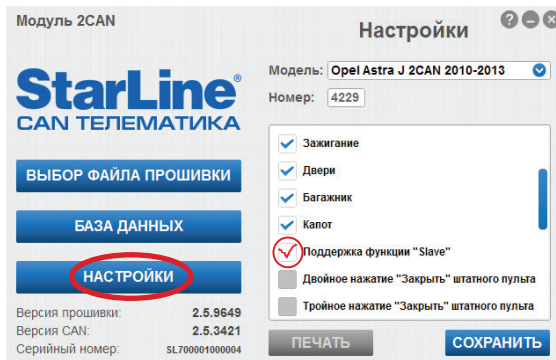 Модуль 2CAN
StarLine®
CAN ТЕЛЕМАТИКА
ВЫБОР ФАЙЛА ПРОШИВКИ
БАЗА ДАННЫХ
НАСТРОЙКИ
Версия прошивки: 2.5.9649
Версия CAN: 2.5.3421
Серийный номер: SL700001000004
Настройки
Модель: Opel Astra J 2CAN 2010-2013
Номер: 4229
Зажигание
Двери
Багажник
Капот
Поддержка функции "Slave"
Двойное нажатие "Закрыть" штатного пульта
Тройное нажатие "Закрыть" штатного пульта
ПЕЧАТЬ
СОХРАНИТЬ